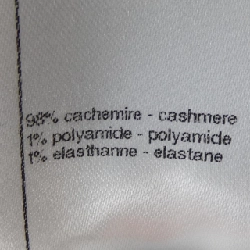 98% cachemire - cashmere
1% polyamide - polyamide
1% elasthanne - elastane